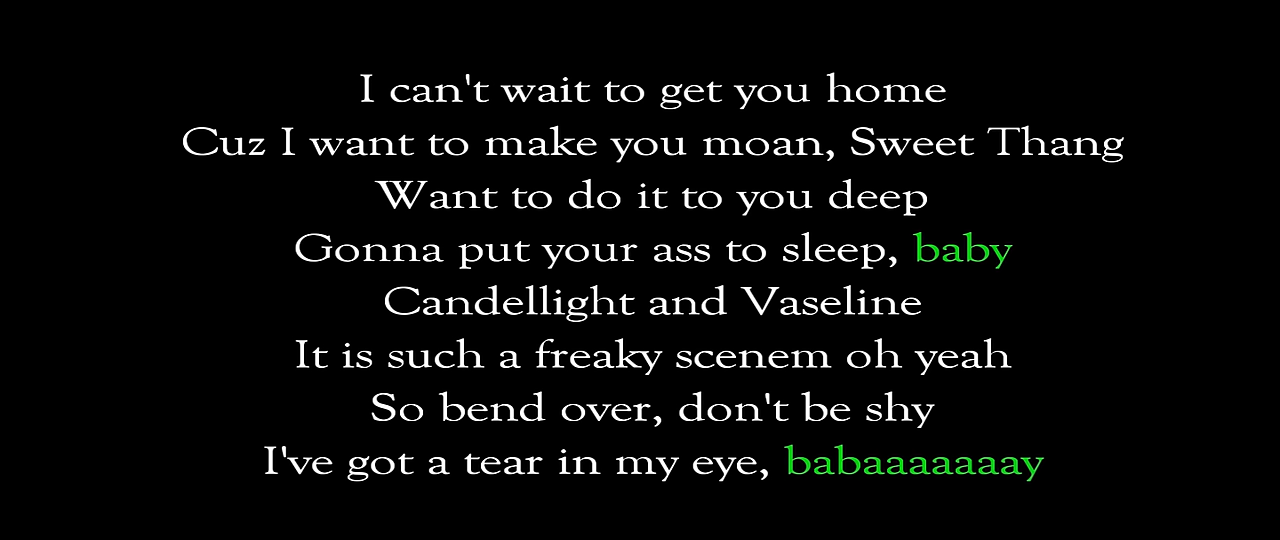 I can't wait to get you home
Cuz I want to make you moan, Sweet Thang
Want to do it to you deep
Gonna put your ass to sleep, baby
Candellight and Vaseline
It is such a freaky scenem oh yeah
So bend over, don't be shy
I've got a tear in my eye, babaaaaaaaay